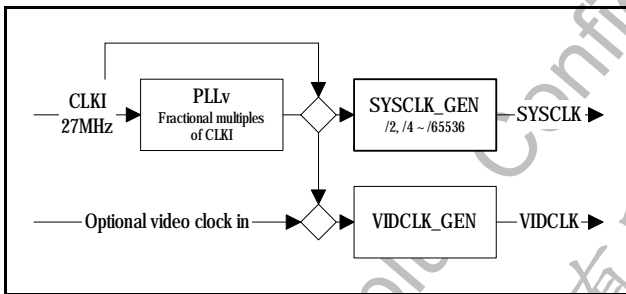 CLKI
27MHz
PLLv
Fractional multiples
of CLKI
SYSCLK_GEN
/2, /4 ~ /65536
SYSCLK
Optional video clock in
VIDCLK_GEN
VIDCLK